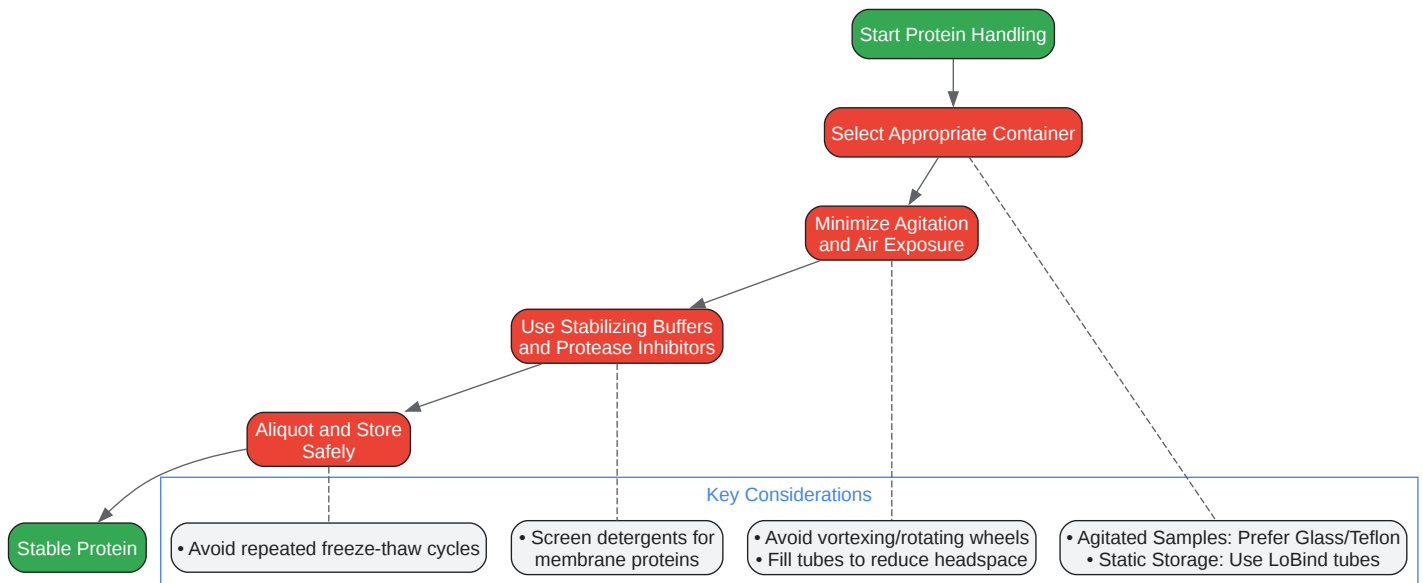 Start Protein Handling
Select Appropriate Container
Minimize Agitation
and Air Exposure
Use Stabilizing Buffers
and Protease Inhibitors
Aliquot and Store
Safely
Key Considerations
Stable Protein
• Avoid repeated freeze-thaw cycles
• Screen detergents for
membrane proteins
• Avoid vortexing/rotating wheels
• Fill tubes to reduce headspace
• Agitated Samples: Prefer Glass/Teflon
• Static Storage: Use LoBind tubes